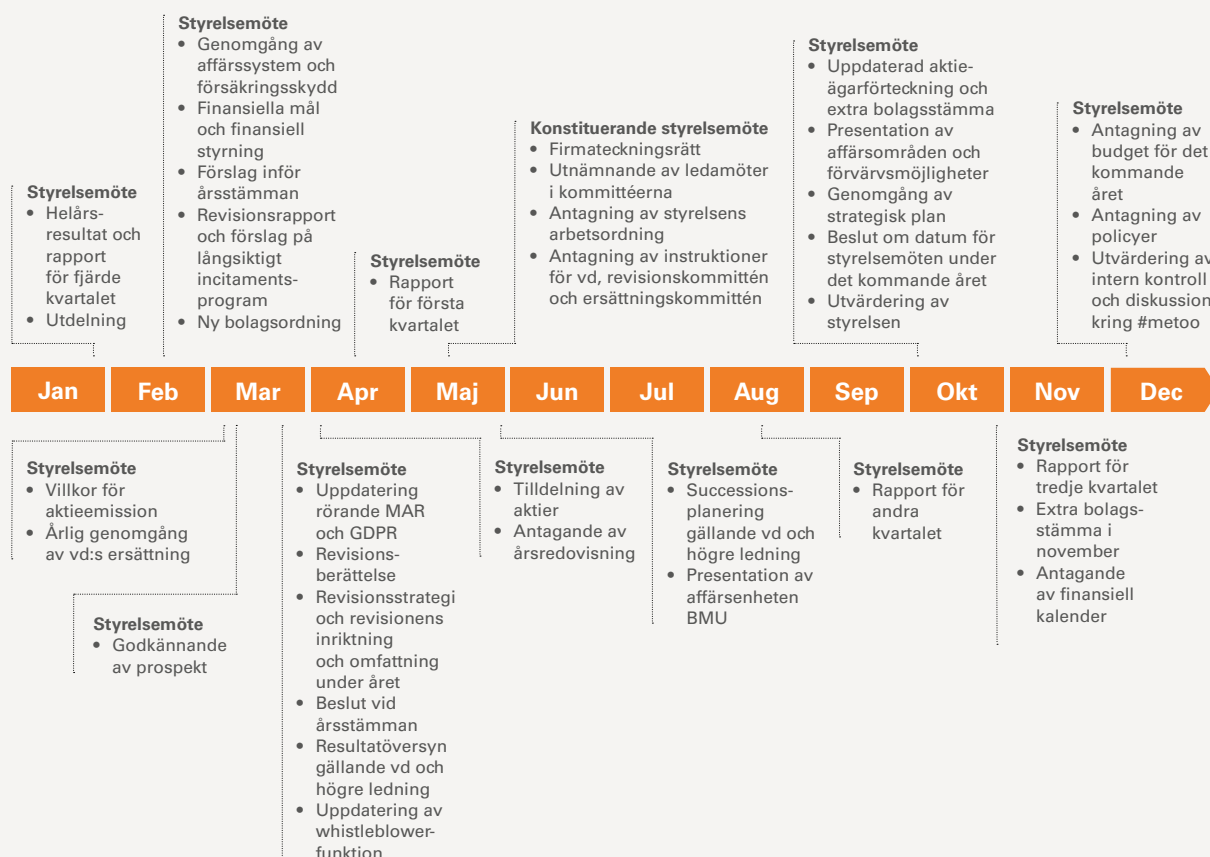 Styrelsemöte
• Helårs-
resultat och
rapport
för fjärde
kvartalet
• Utdelning
Styrelsemöte
• Genomgång av
affärssystem och
försäkringsskydd
• Finansiella mål
och finansiell
styrning
• Förslag inför
årsstämman
• Revisionsrapport
och förslag på
långsiktigt
incitaments-
program
• Ny bolagsordning
Styrelsemöte
• Rapport
för första
kvartalet
Konstituerande styrelsemöte
• Firmateckningsrätt
• Utnämnande av ledamöter
i kommittéerna
• Antagning av styrelsens
arbetsordning
• Antagning av instruktioner
för vd, revisionskommittén
och ersättningskommittén
Styrelsemöte
• Uppdaterad aktie-
ägarförteckning och
extra bolagsstämma
• Presentation av
affärsområden och
förvärvsmöjligheter
• Genomgång av
strategisk plan
• Beslut om datum för
styrelsemöten under
det kommande året
• Utvärdering av
styrelsen
Styrelsemöte
• Antagning av
budget för det
kommande
året
• Antagning av
policyer
• Utvärdering av
intern kontroll
och diskussion
kring #metoo
Jan Feb Mar Apr Maj Jun Jul Aug Sep Okt Nov Dec
Styrelsemöte
• Villkor för
aktieemission
• Årlig genomgång
av vd:s ersättning
Styrelsemöte
• Godkännande
av prospekt
Styrelsemöte
• Uppdatering
rörande MAR
och GDPR
• Revisions-
berättelse
• Revisionsstrategi
och revisionens
inriktning
och omfattning
under året
• Beslut vid
årsstämman
• Resultatöversyn
gällande vd och
högre ledning
• Uppdatering av
whistleblower-
funktion
Styrelsemöte
• Tilldelning av
aktier
• Antagande av
årsredovisning
Styrelsemöte
• Successions-
planering
gällande vd och
högre ledning
• Presentation av
affärsenheten
BMU
Styrelsemöte
• Rapport för
andra
kvartalet
Styrelsemöte
• Rapport för
tredje kvartalet
• Extra bolags-
stämma i
november
• Antagande
av finansiell
kalender